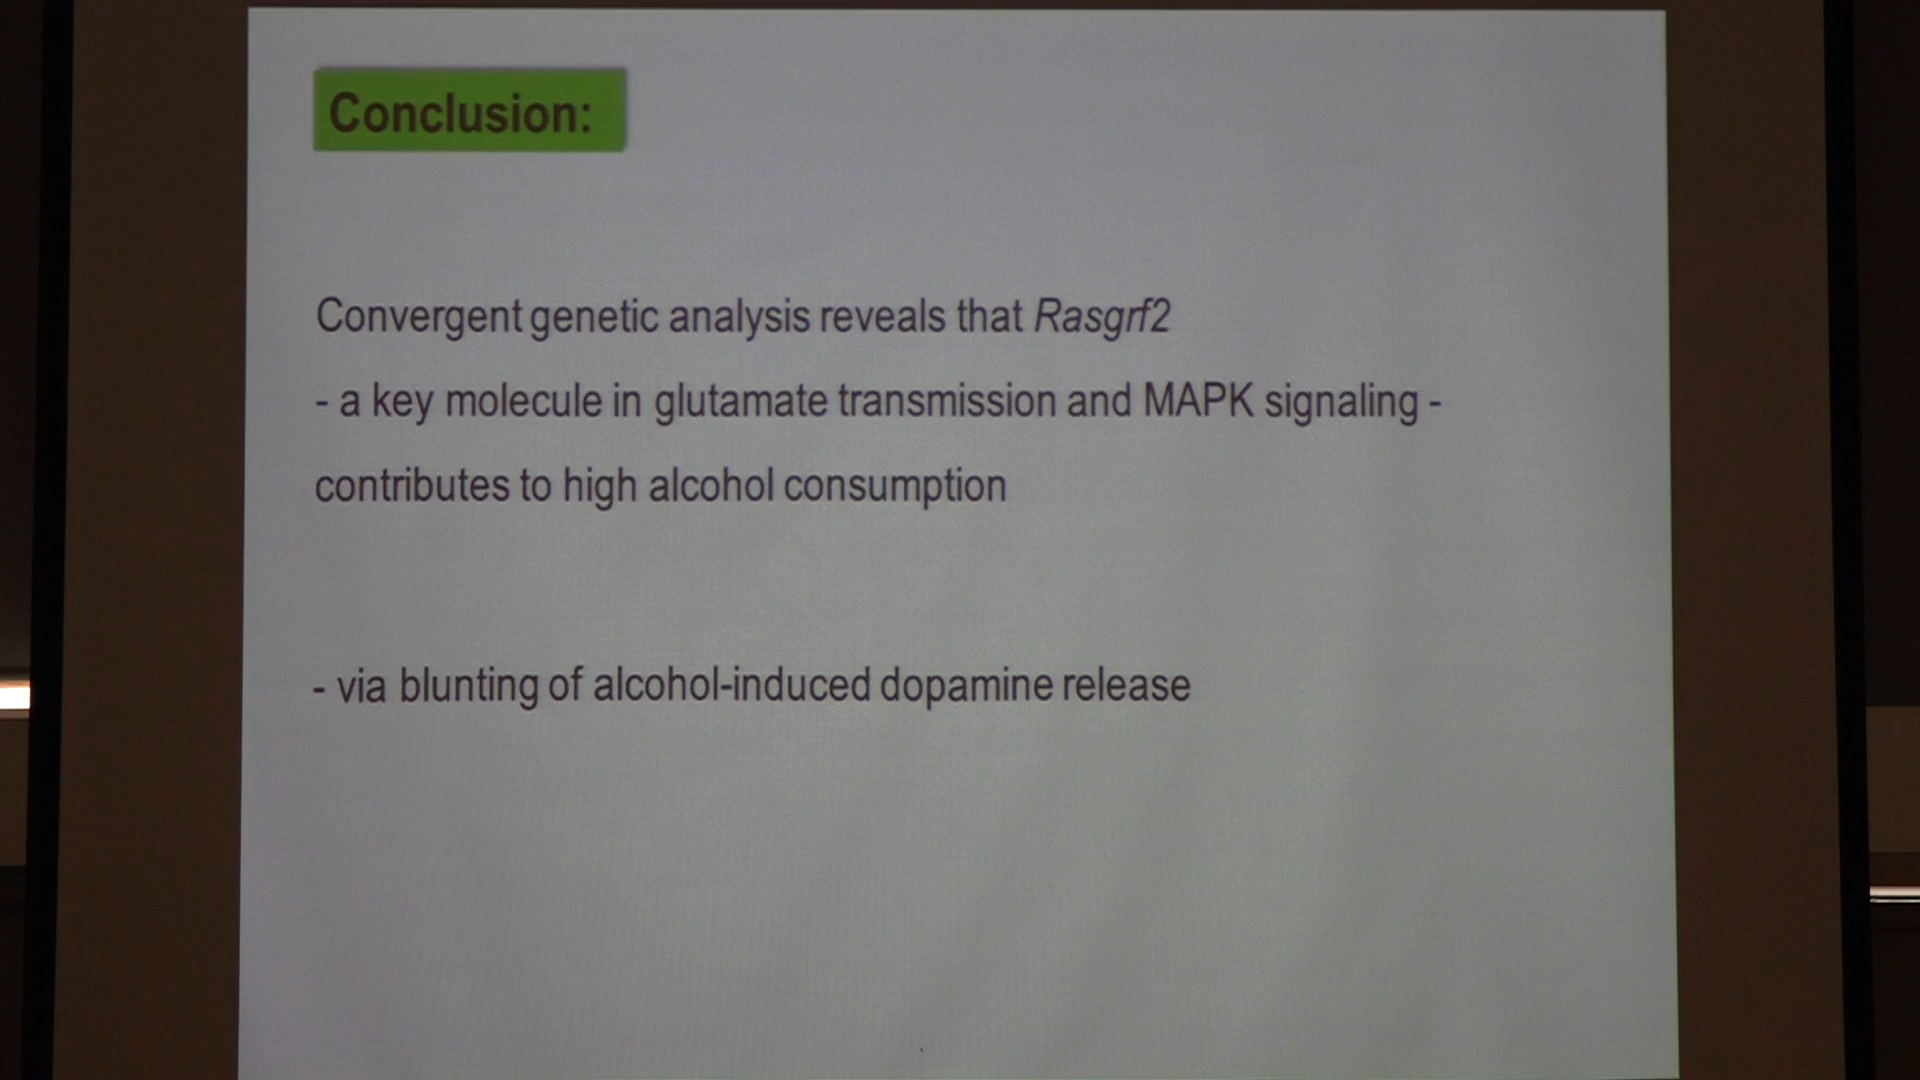 Conclusion:
Convergent genetic analysis reveals that Rasgrf2
- a key molecule in glutamate transmission and MAPK signaling -
contributes to high alcohol consumption
- via blunting of alcohol-induced dopamine release